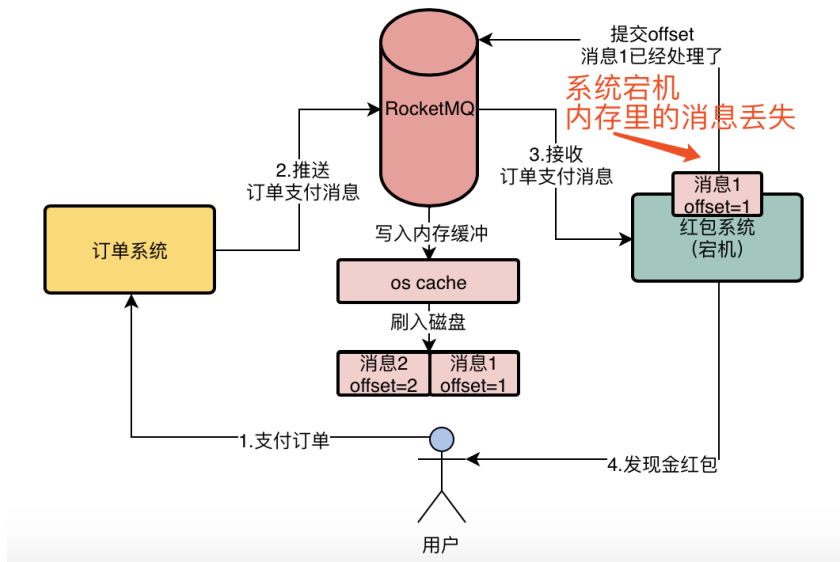 提交offset
消息1已经处理了
系统宕机
内存里的消息丢失
RocketMQ
2.推送
订单支付消息
3.接收
订单支付消息
消息1
offset=1
红包系统
（宕机）
订单系统
写入内存缓冲
os cache
刷入磁盘
消息2
offset=2
消息1
offset=1
1.支付订单
4.发现金红包
用户